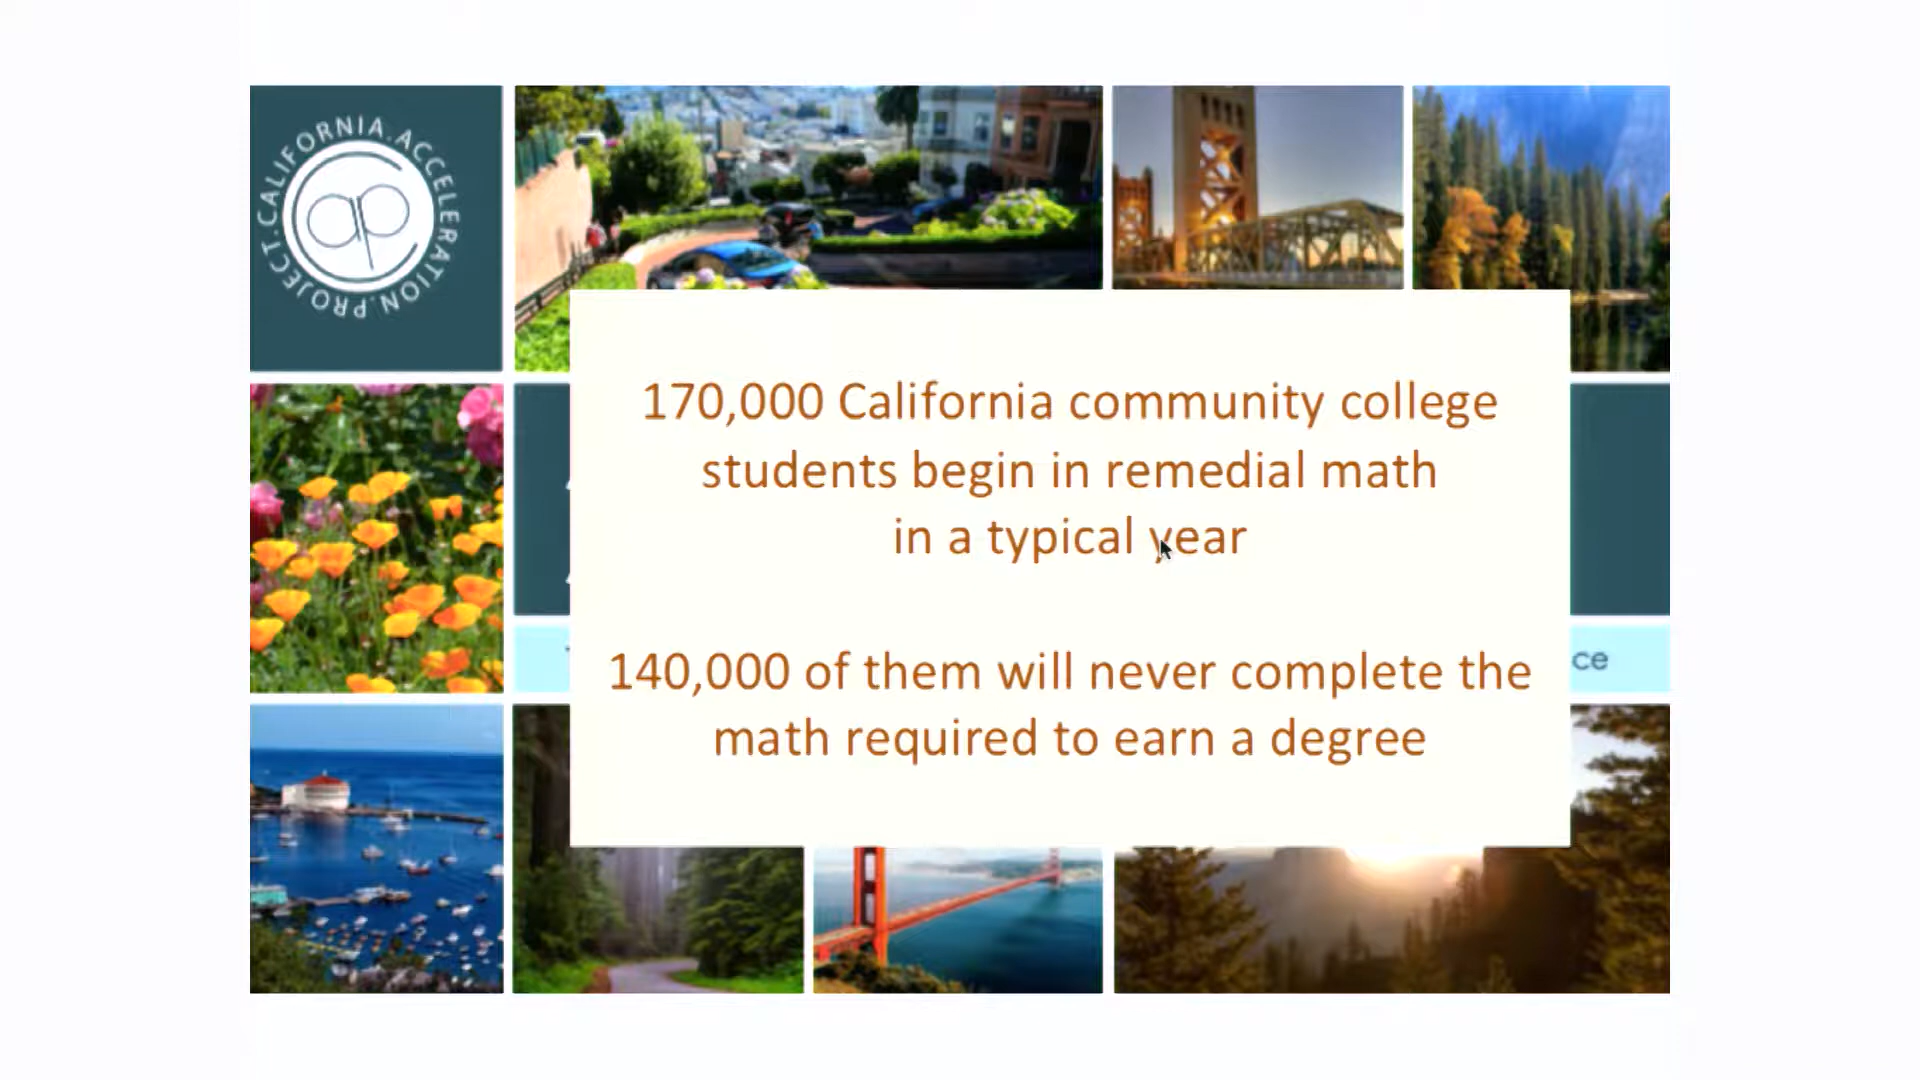 CALIFORNIA.ACCELERATION.PROJECT.
ap
170,000 California community college
students begin in remedial math
in a typical year
140,000 of them will never complete the
math required to earn a degree
ce